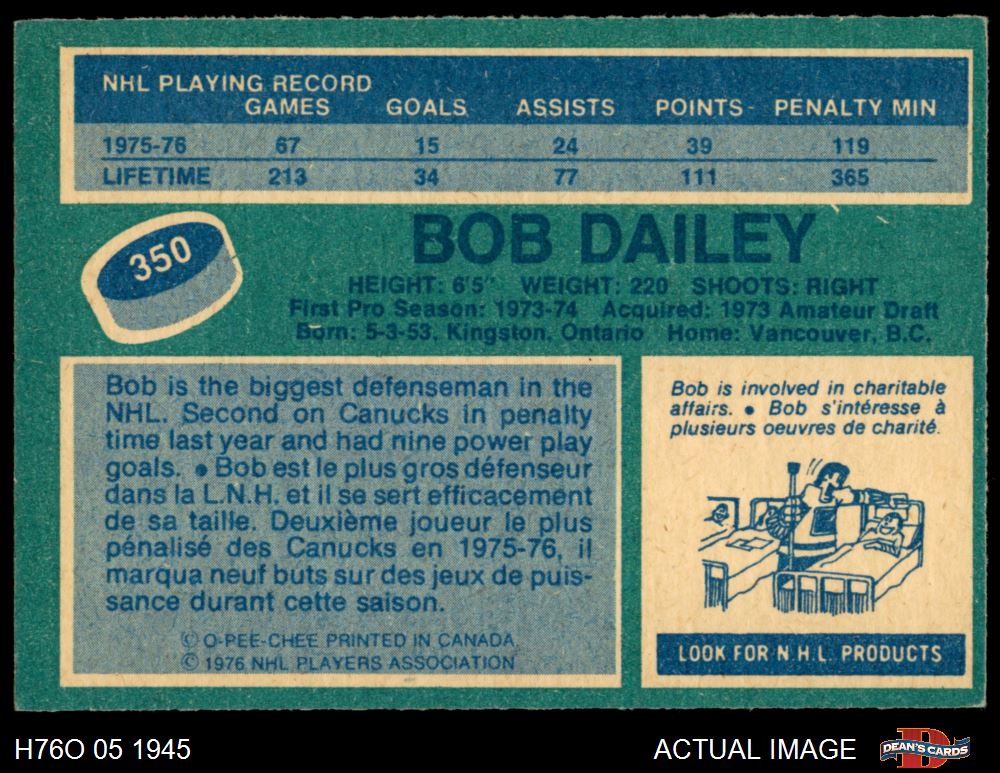 NHL PLAYING RECORD
GAMES GOALS ASSISTS POINTS PENALTY MIN
1975-76 67 15 24 39 119
LIFETIME 213 34 77 111 365
350
BOB DAILEY
HEIGHT: 6'5" WEIGHT: 220 SHOOTS: RIGHT
First Pro Season: 1973-74 Acquired: 1973 Amateur Draft
Born: 5-3-53, Kingston, Ontario Home: Vancouver, B.C.
Bob is the biggest defenseman in the
NHL. Second on Canucks in penalty
time last year and had nine power play
goals. ● Bob est le plus gros défenseur
dans la L.N.H. et il se sert efficacement
de sa taille. Deuxième joueur le plus
pénalisé des Canucks en 1975-76, il
marqua neuf buts sur des jeux de puis-
sance durant cette saison.
© O-PEE-CHEE PRINTED IN CANADA
© 1976 NHL PLAYERS ASSOCIATION
Bob is involved in charitable
affairs. ● Bob s'intéresse à
plusieurs oeuvres de charité.
LOOK FOR N.H.L. PRODUCTS
H76O 05 1945
ACTUAL IMAGE
DEAN'S CARDS